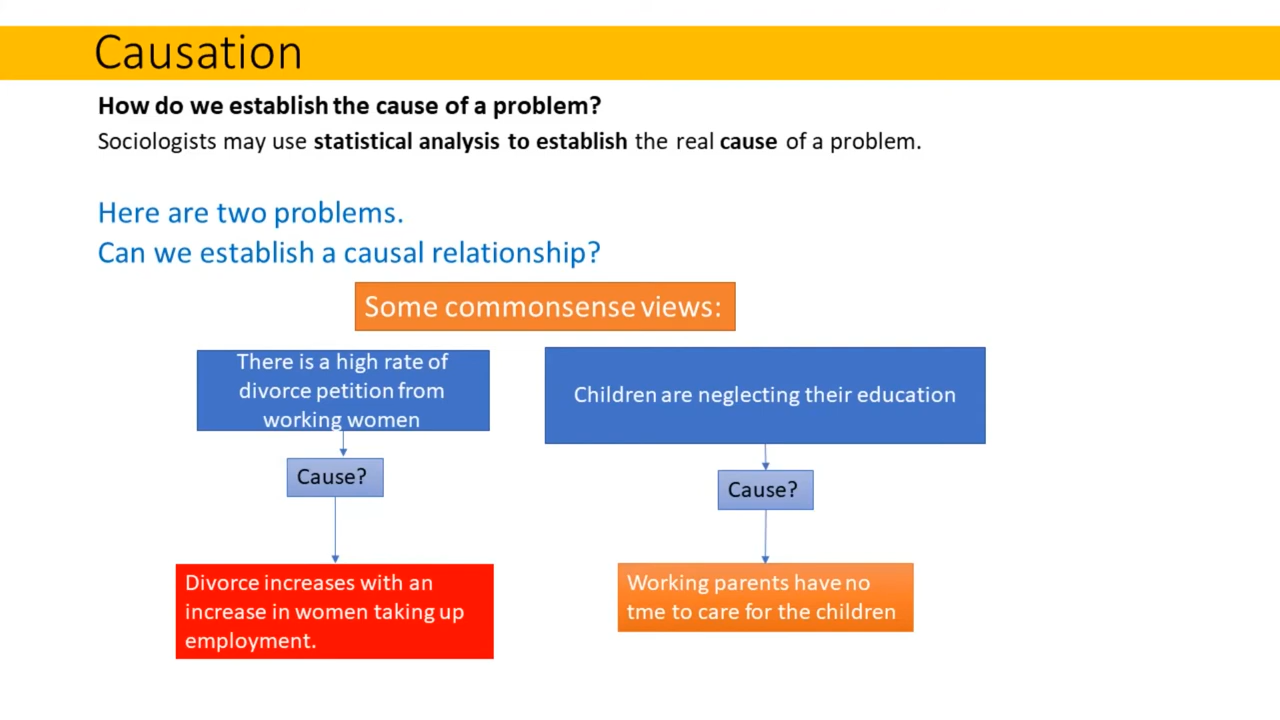 Causation
How do we establish the cause of a problem?
Sociologists may use statistical analysis to establish the real cause of a problem.
Here are two problems.
Can we establish a causal relationship?
Some commonsense views:
There is a high rate of
divorce petition from
working women
Cause?
Divorce increases with an
increase in women taking up
employment.
Children are neglecting their education
Cause?
Working parents have no
tme to care for the children